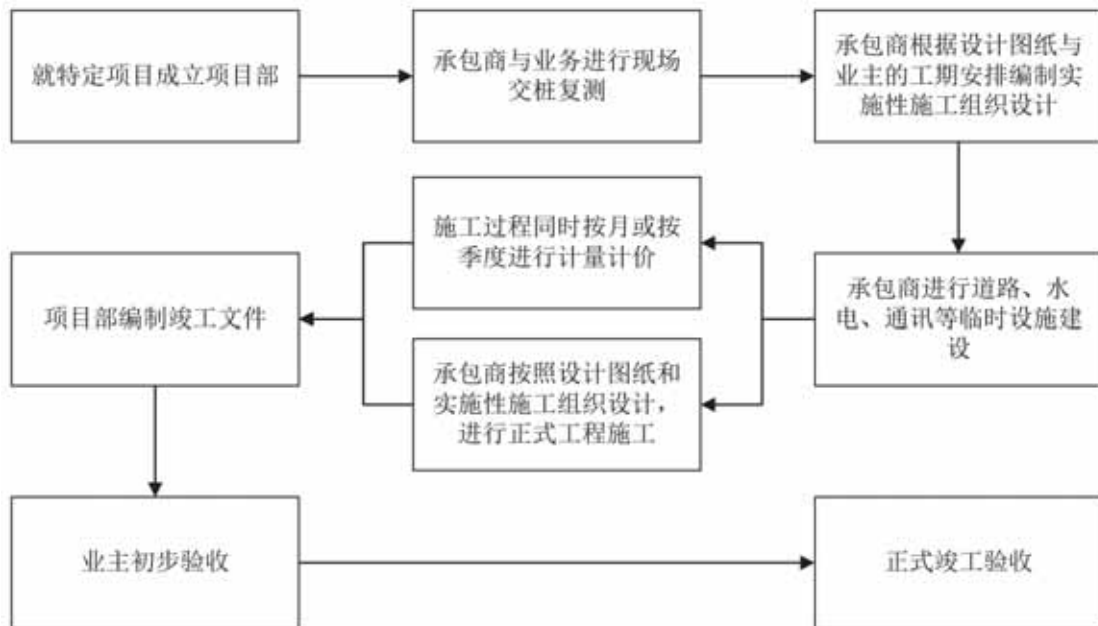 就特定项目成立项目部
承包商与业务进行现场
交桩复测
承包商根据设计图纸与
业主的工期安排编制实
施性施工组织设计
承包商进行道路、水
电、通讯等临时设施建
设
施工过程同时按月或按
季度进行计量计价
承包商按照设计图纸和
实施性施工组织设计，
进行正式工程施工
项目部编制竣工文件
业主初步验收
正式竣工验收